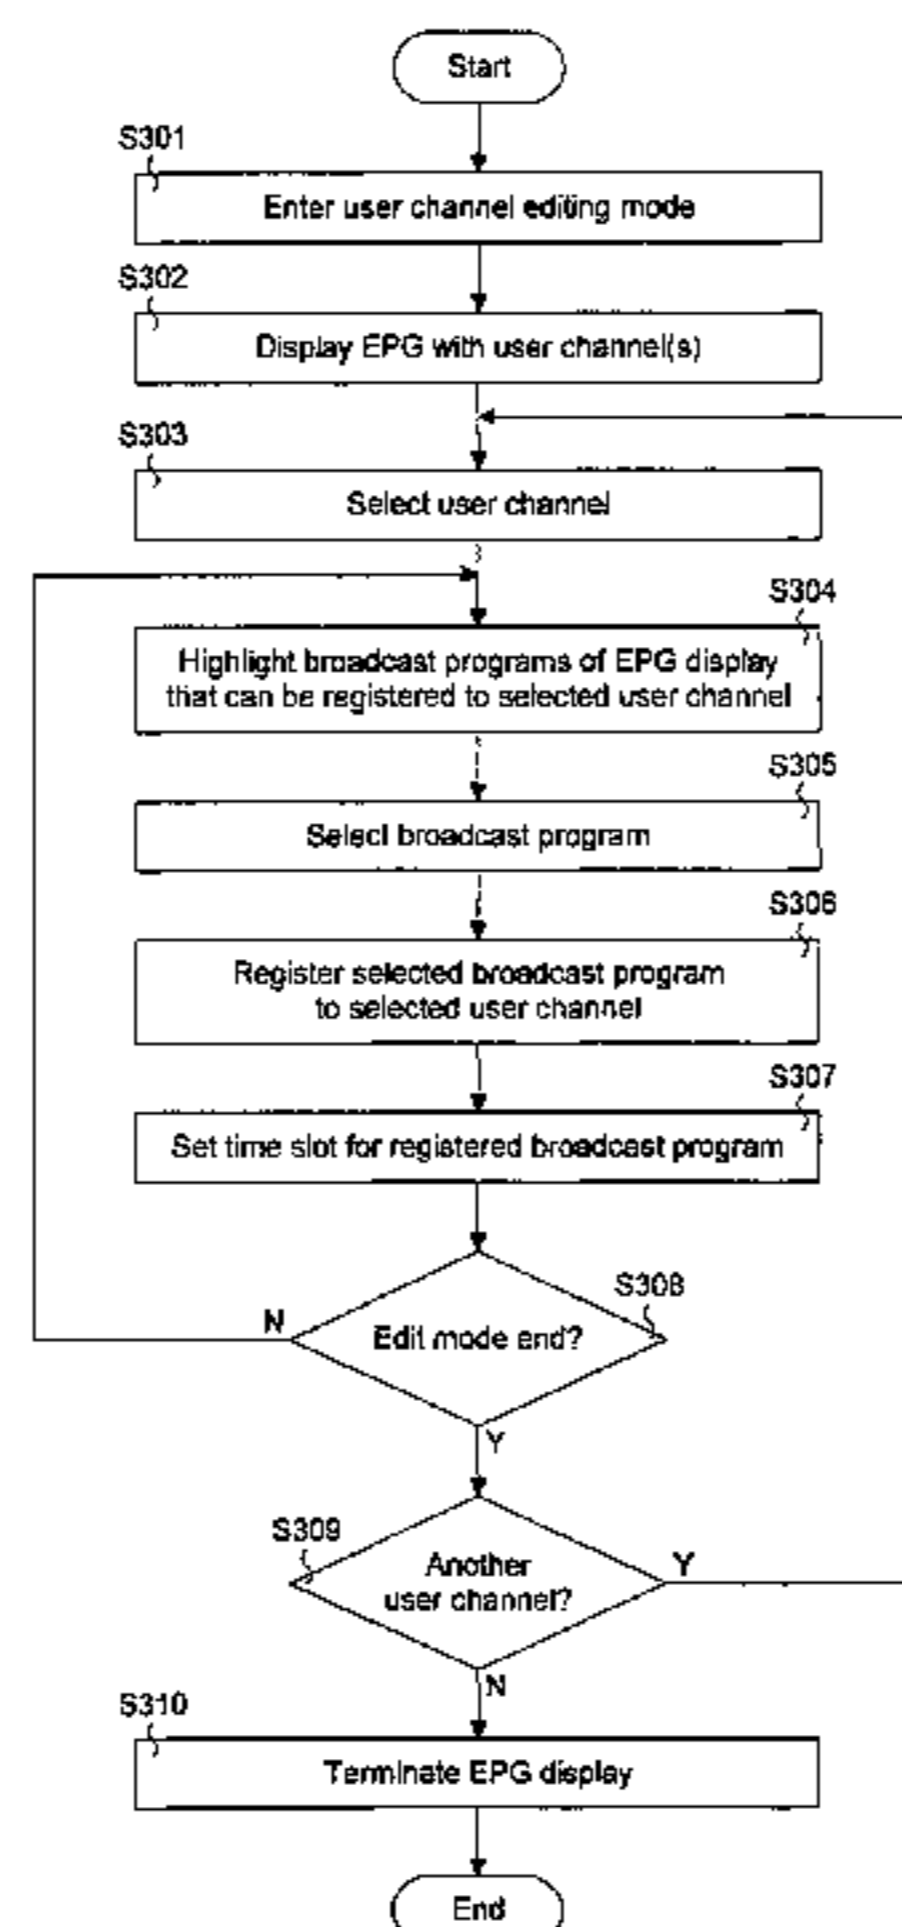 Start
S301
Enter user channel editing mode
S302
Display EPG with user channel(s)
S303
Select user channel
S304
Highlight broadcast programs of EPG display
that can be registered to selected user channel
S305
Select broadcast program
S306
Register selected broadcast program
to selected user channel
S307
Set time slot for registered broadcast program
S308
N
Edit mode end?
Y
S309
Another
user channel?
Y
N
S310
Terminate EPG display
End